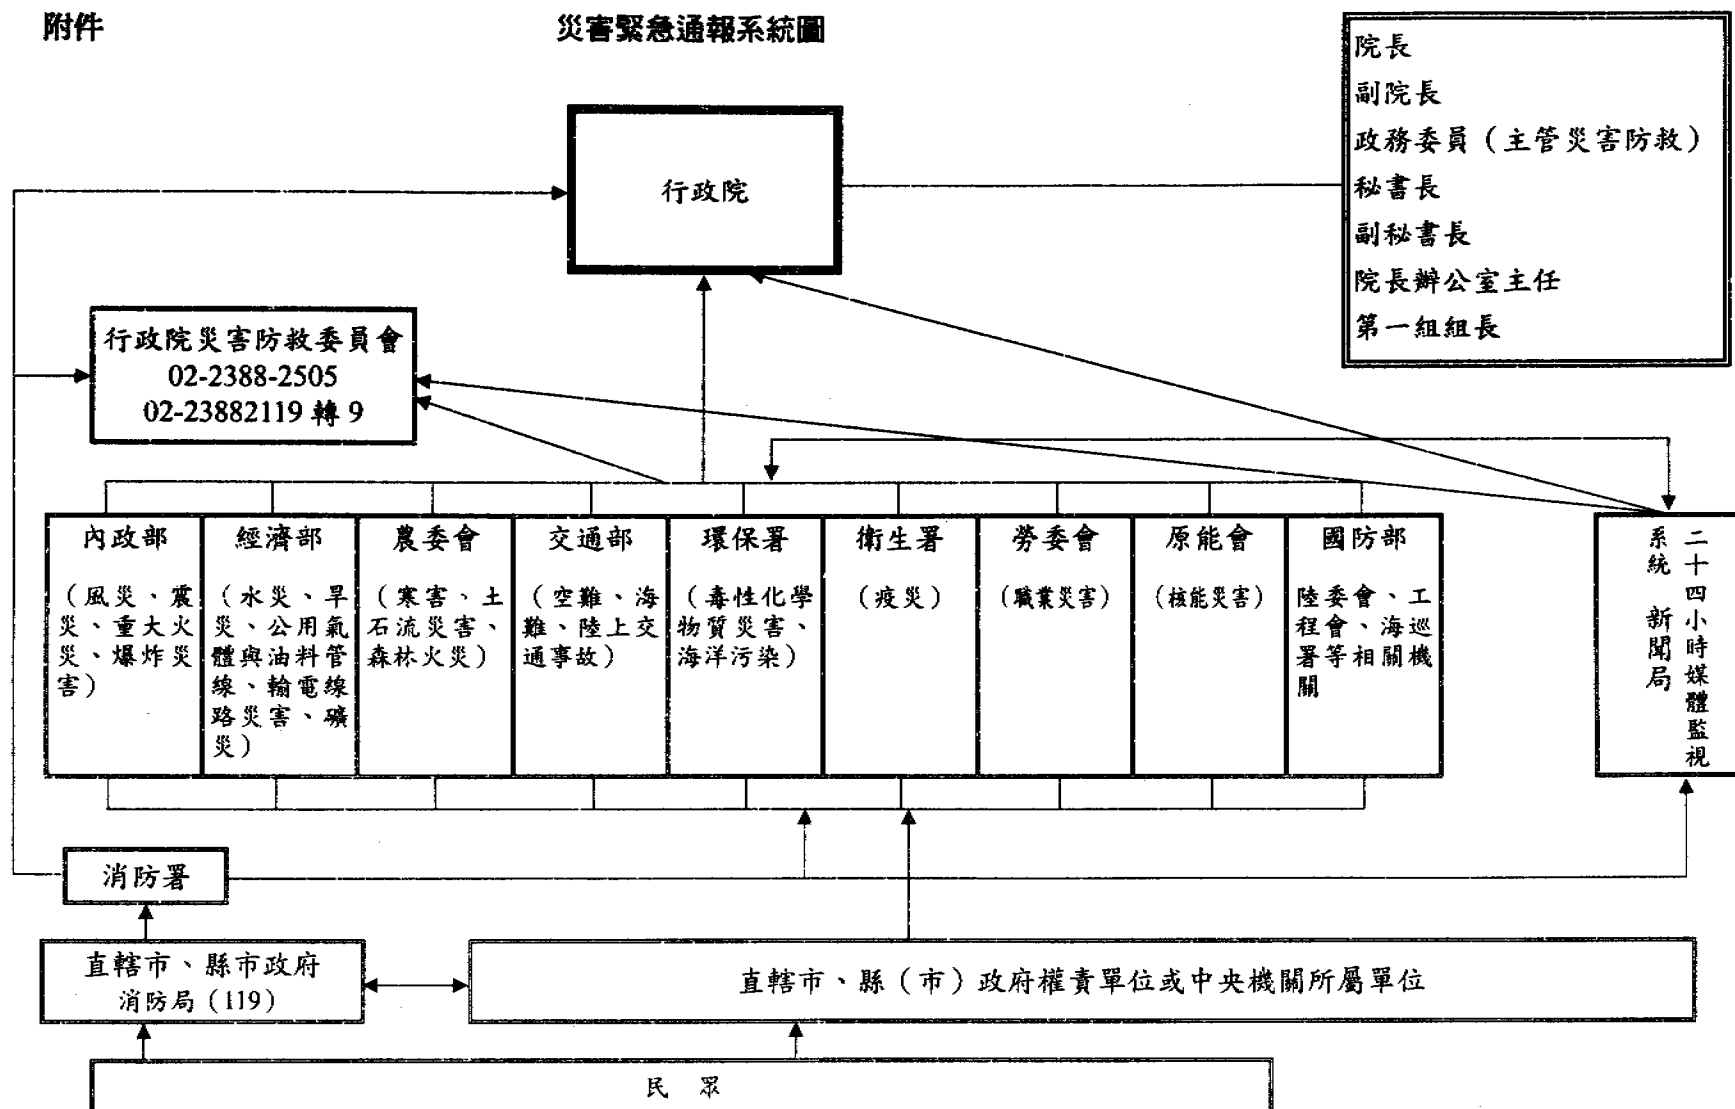 附件
災害緊急通報系統圖
院長
副院長
政務委員（主管災害防救）
秘書長
副秘書長
院長辦公室主任
第一組組長
行政院
行政院災害防救委員會
02-2388-2505
02-23882119 轉 9
內政部
（風災、震
災、重大火
災、爆炸災
害）
經濟部
（水災、旱
災、公用氣
體與油料管
線、輸電線
路災害、礦
災）
農委會
（寒害、土
石流災害、
森林火災）
交通部
（空難、海
難、陸上交
通事故）
環保署
（毒性化學
物質災害、
海洋污染）
衛生署
（疫災）
勞委會
（職業災害）
原能會
（核能災害）
國防部
陸委會、工
程會、海巡
署等相關機
關
二十四小時媒體監視
系統 新聞局
消防署
直轄市、縣市政府
消防局（119）
直轄市、縣（市）政府權責單位或中央機關所屬單位
民 眾